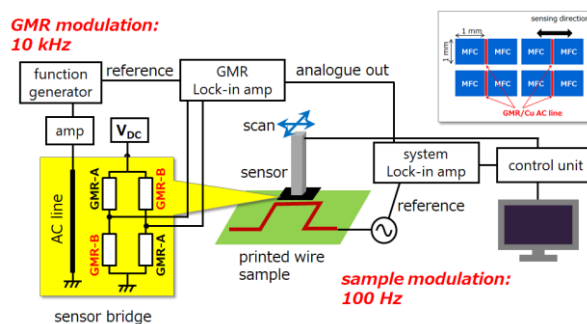 GMR modulation:
10 kHz
function
generator
reference
GMR
Lock-in amp
analogue out
amp
V_DC
AC line
GMR-A
GMR-B
GMR-B
GMR-A
sensor bridge
scan
sensor
printed wire
sample
system
Lock-in amp
reference
control unit
sample modulation:
100 Hz
1 mm
1 mm
sensing direction
MFC MFC MFC MFC
MFC MFC MFC MFC
GMR/Cu AC line